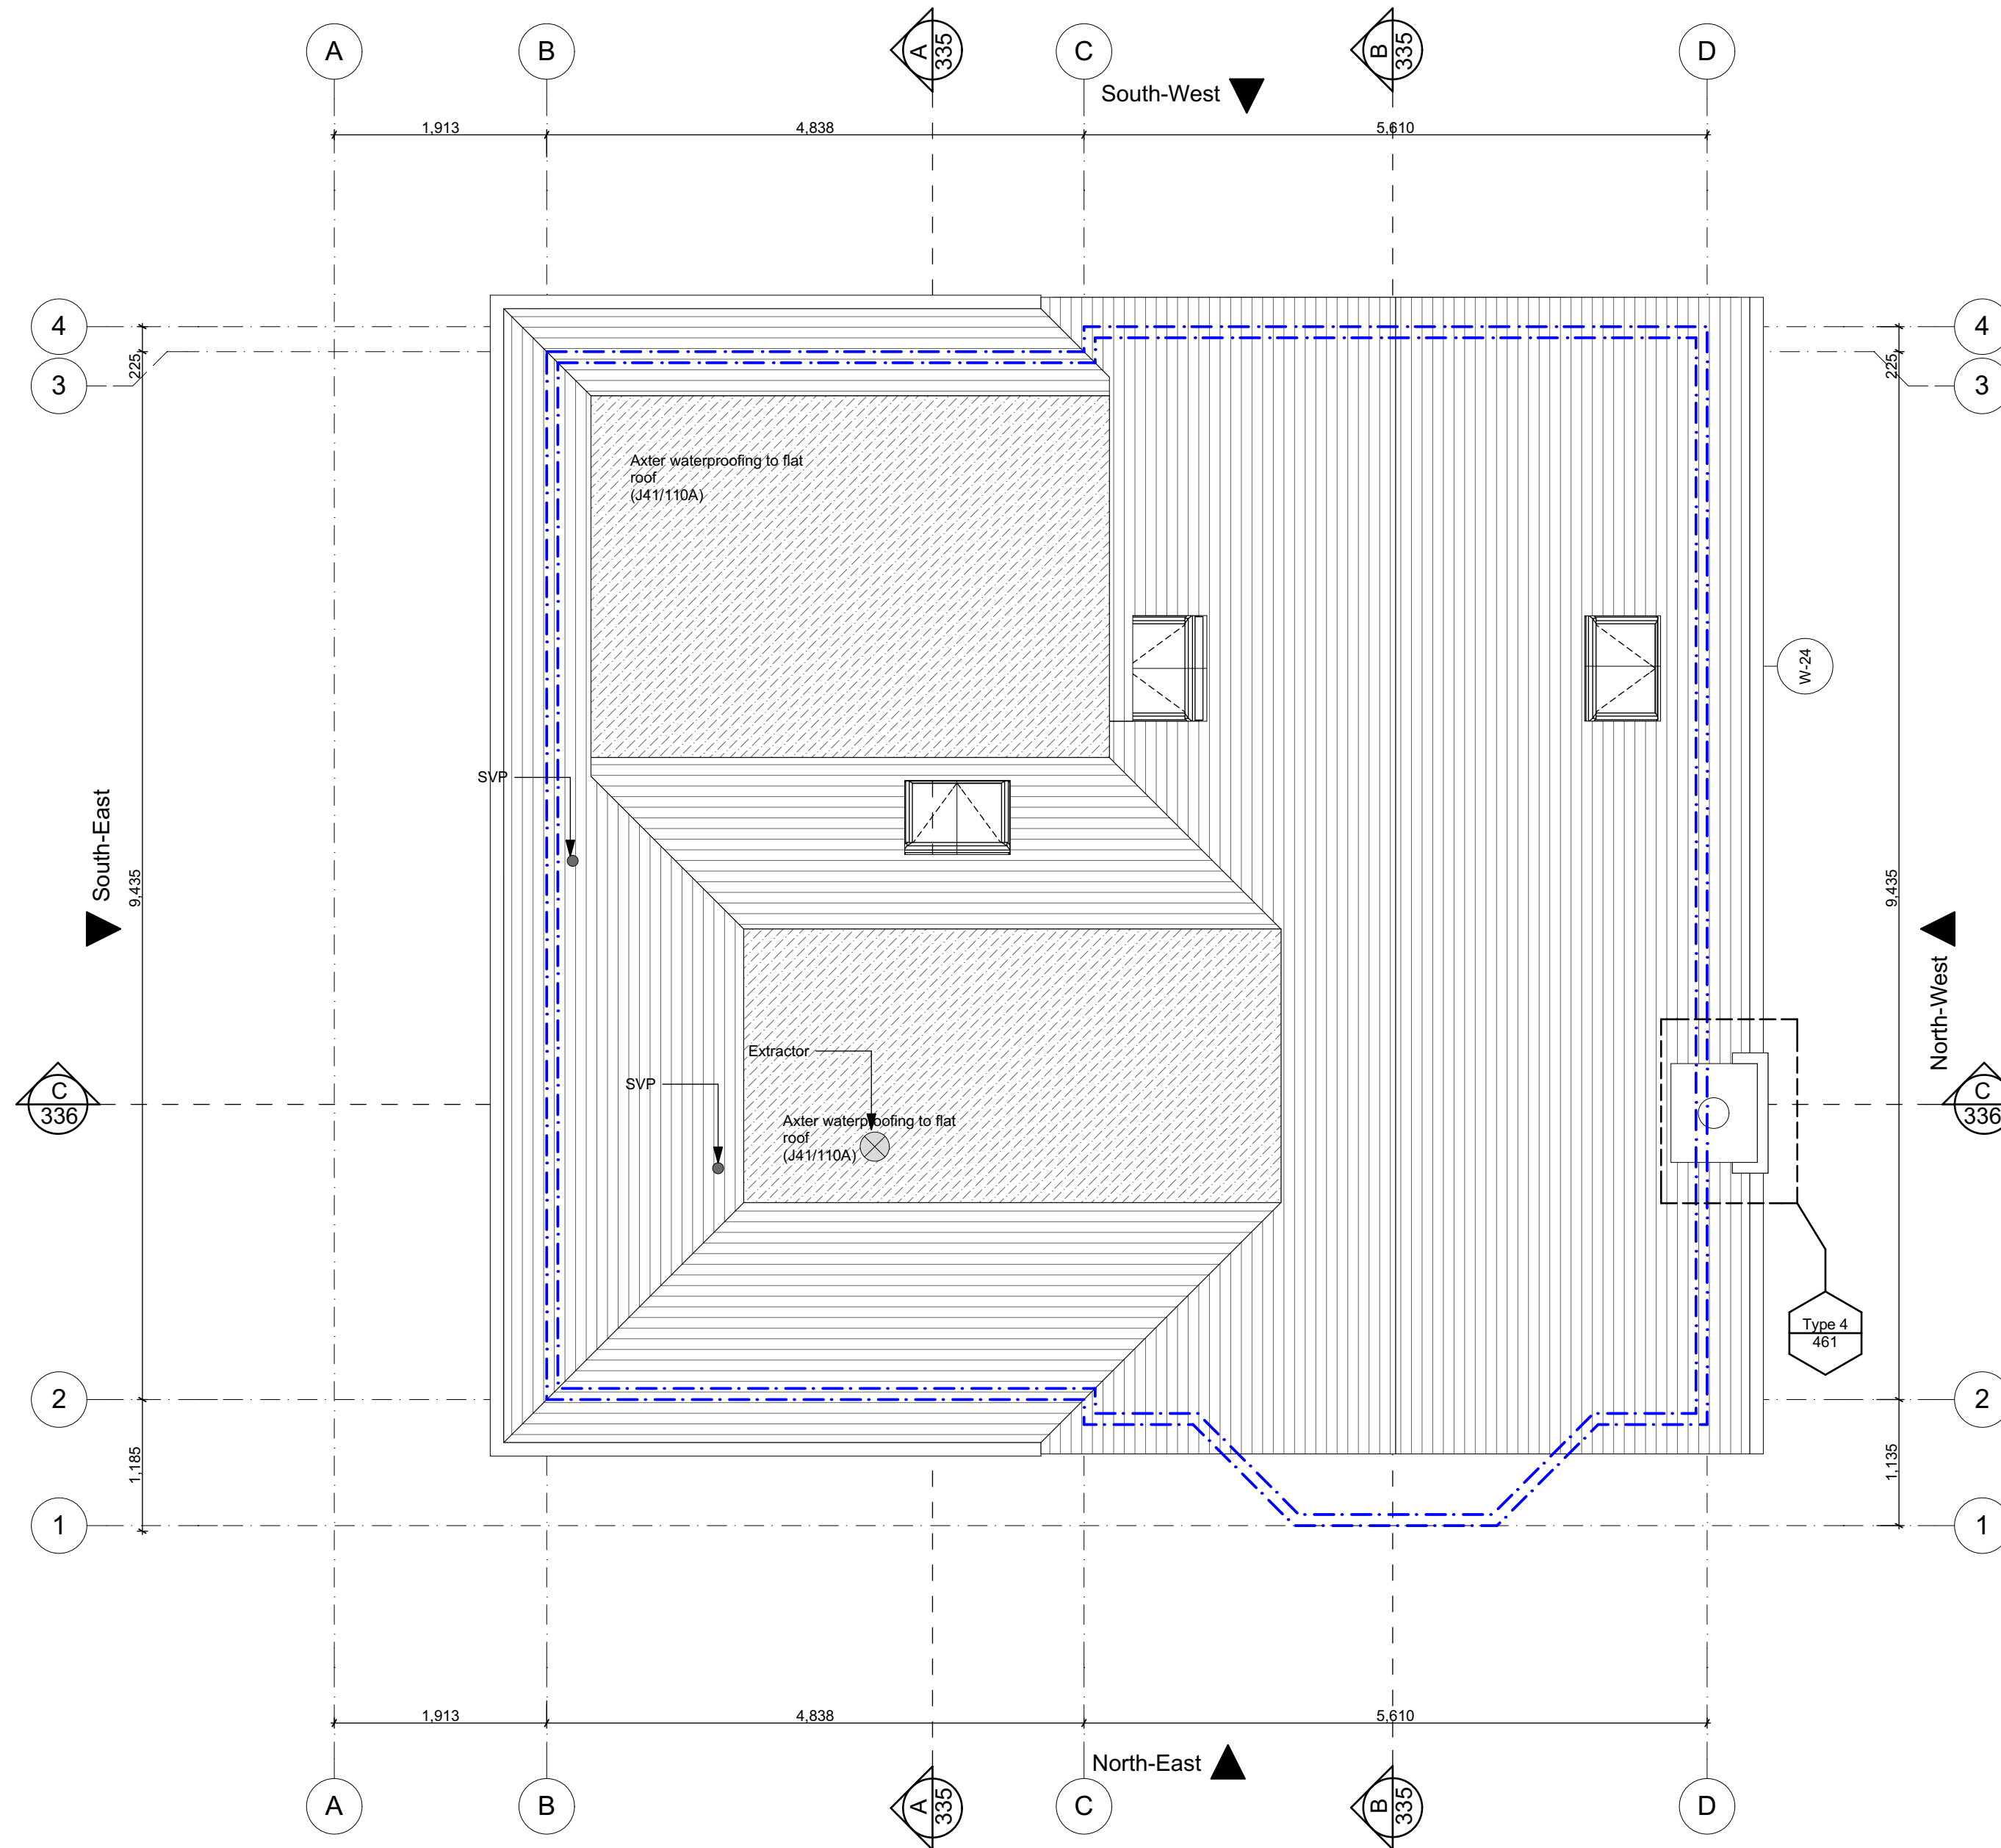 A
B
A
335
C
B
335
D
South-West
1,913
4,838
5,610
4
4
225
225
3
3
Axter waterproofing to flat
roof
(J41/110A)
W-24
SVP
South-East
9,435
9,435
North-West
Extractor
SVP
C
336
C
336
Axter waterproofing to flat
roof
(J41/110A)
Type 4
461
2
2
1,185
1,135
1
1
1,913
4,838
5,610
North-East
A
B
A
335
C
B
335
D